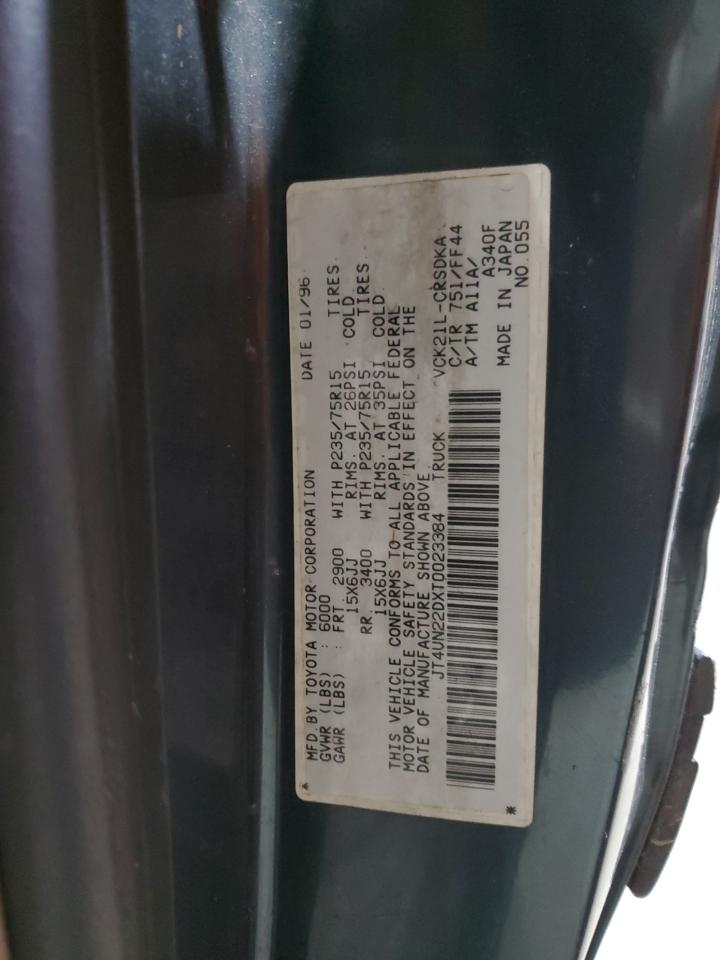 MFD.BY TOYOTA MOTOR CORPORATION DATE 01/96
GVWR (LBS) : 6000
GAWR (LBS) : FRT. 2900 WITH P235/75R15 TIRES.
15X6JJ RIMS. AT 26PSI COLD.
RR. 3400 WITH P235/75R15 TIRES
15X6JJ RIMS. AT 35PSI COLD.
THIS VEHICLE CONFORMS TO ALL APPLICABLE FEDERAL
MOTOR VEHICLE SAFETY STANDARDS IN EFFECT ON THE
DATE OF MANUFACTURE SHOWN ABOVE.
JT4UN22DXT0023384 TRUCK VCK21L-CRSDKA
C/TR 751/FF44
A/TM A11A/
A340F
MADE IN JAPAN
NO.055